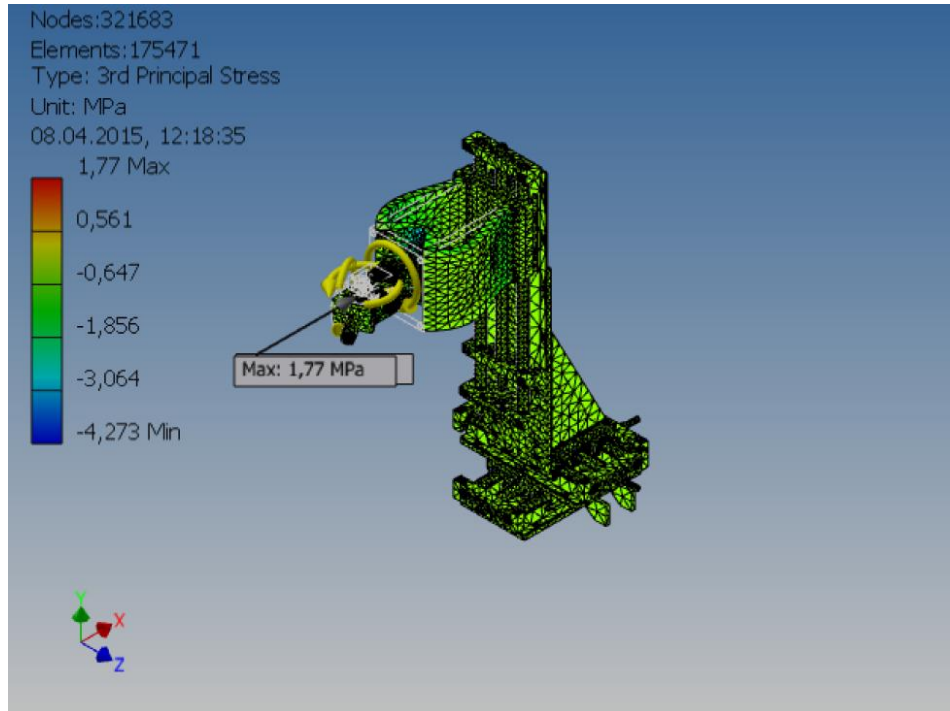 Nodes:321683
Elements:175471
Type: 3rd Principal Stress
Unit: MPa
08.04.2015, 12:18:35
1,77 Max
0,561
-0,647
-1,856
-3,064
-4,273 Min
Max: 1,77 MPa
Y
X
Z